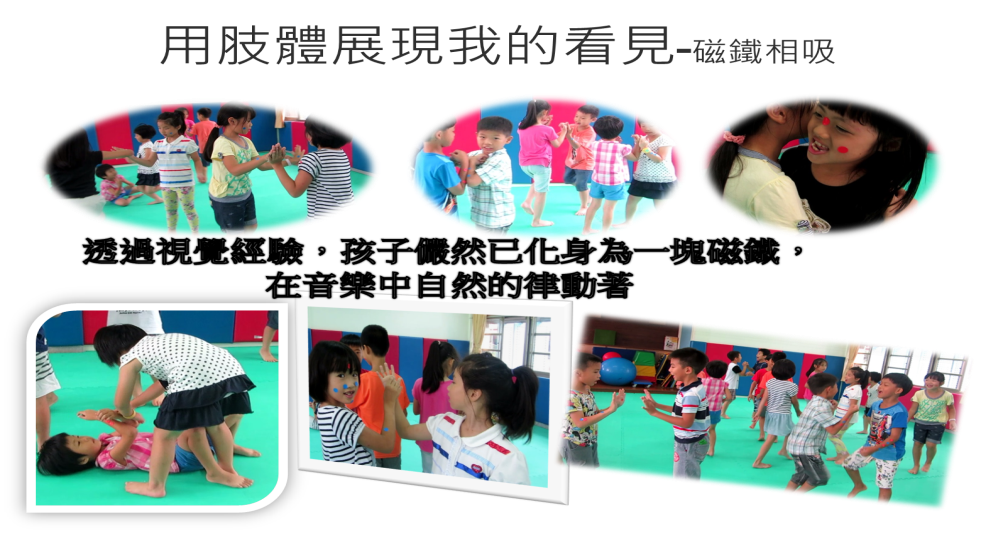 用肢體展現我的看見-磁鐵相吸
透過視覺經驗，孩子儼然已化身為一塊磁鐵，
在音樂中自然的律動著